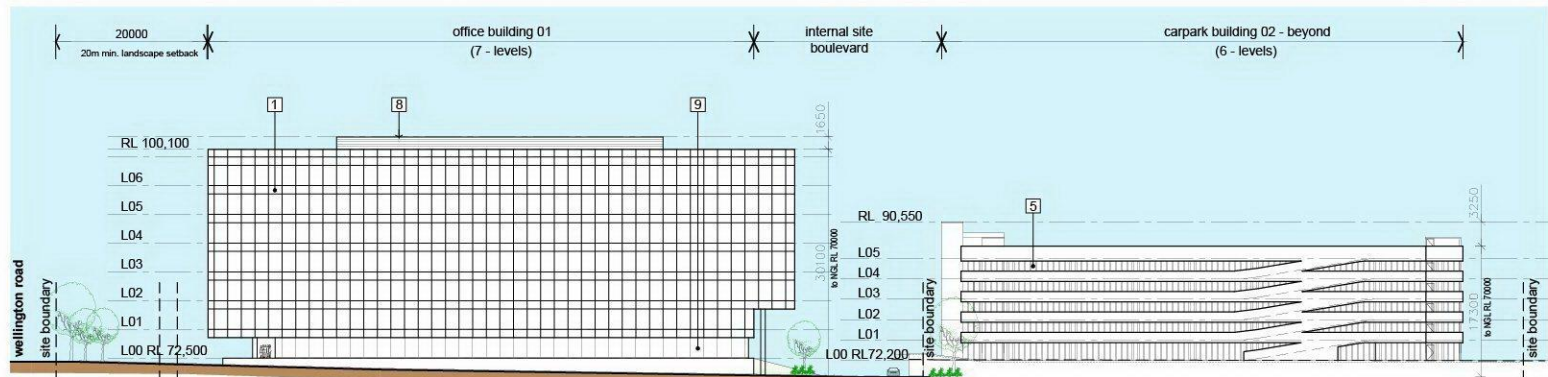 20000
20m min. landscape setback
office building 01
(7 - levels)
internal site
boulevard
carpark building 02 - beyond
(6 - levels)
1
8
9
1650
RL 100,100
L06
L05
L04
L03
L02
L01
L00 RL 72,500
wellington road
site boundary
30100
to NGL RL 70000
RL 90,550
5
3250
L05
L04
L03
L02
L01
L00 RL72,200
site boundary
17300
to NGL RL 70000
site boundary